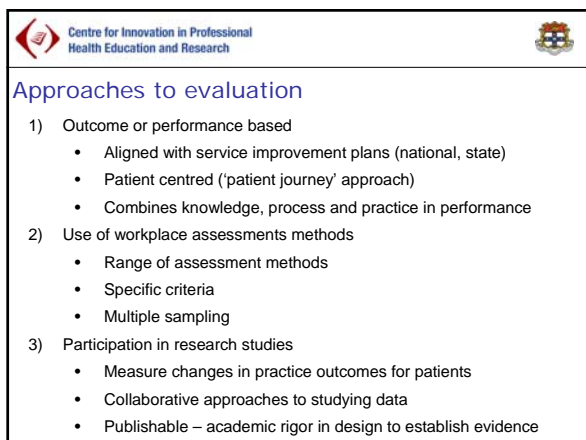 Centre for Innovation in Professional
Health Education and Research
Approaches to evaluation
1) Outcome or performance based
• Aligned with service improvement plans (national, state)
• Patient centred ('patient journey' approach)
• Combines knowledge, process and practice in performance
2) Use of workplace assessments methods
• Range of assessment methods
• Specific criteria
• Multiple sampling
3) Participation in research studies
• Measure changes in practice outcomes for patients
• Collaborative approaches to studying data
• Publishable – academic rigor in design to establish evidence